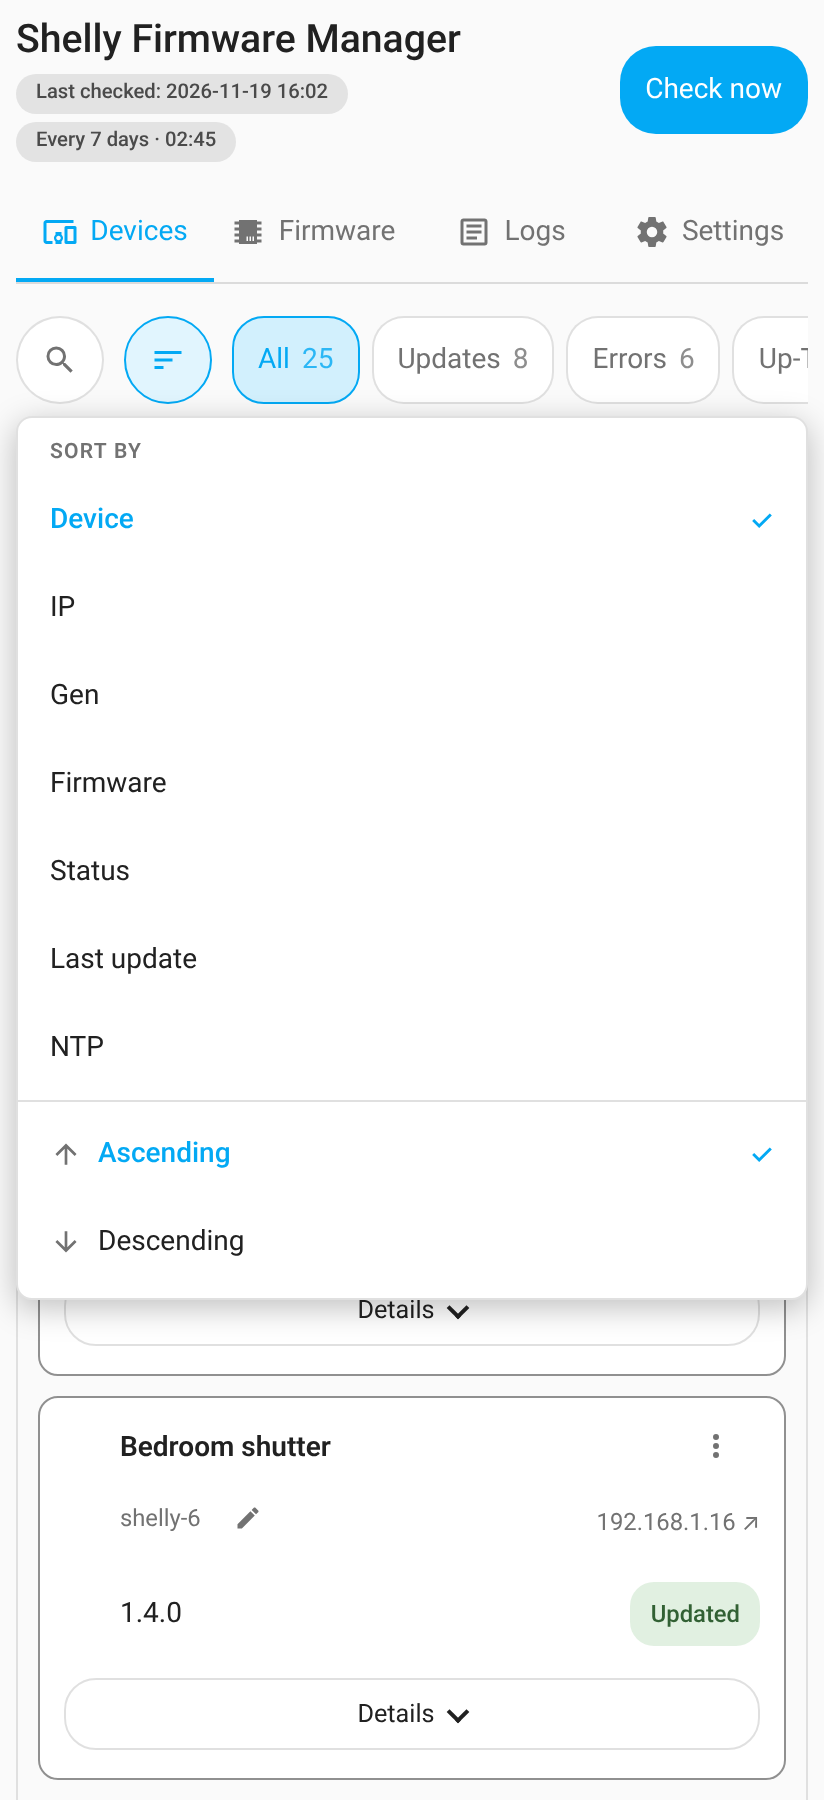 Shelly Firmware Manager
Last checked: 2026-11-19 16:02
Check now
Every 7 days · 02:45
Devices
Firmware
Logs
Settings
All 25
Updates 8
Errors 6
SORT BY
Device
IP
Gen
Firmware
Status
Last update
NTP
Ascending
Descending
Details
Bedroom shutter
shelly-6
192.168.1.16
1.4.0
Updated
Details